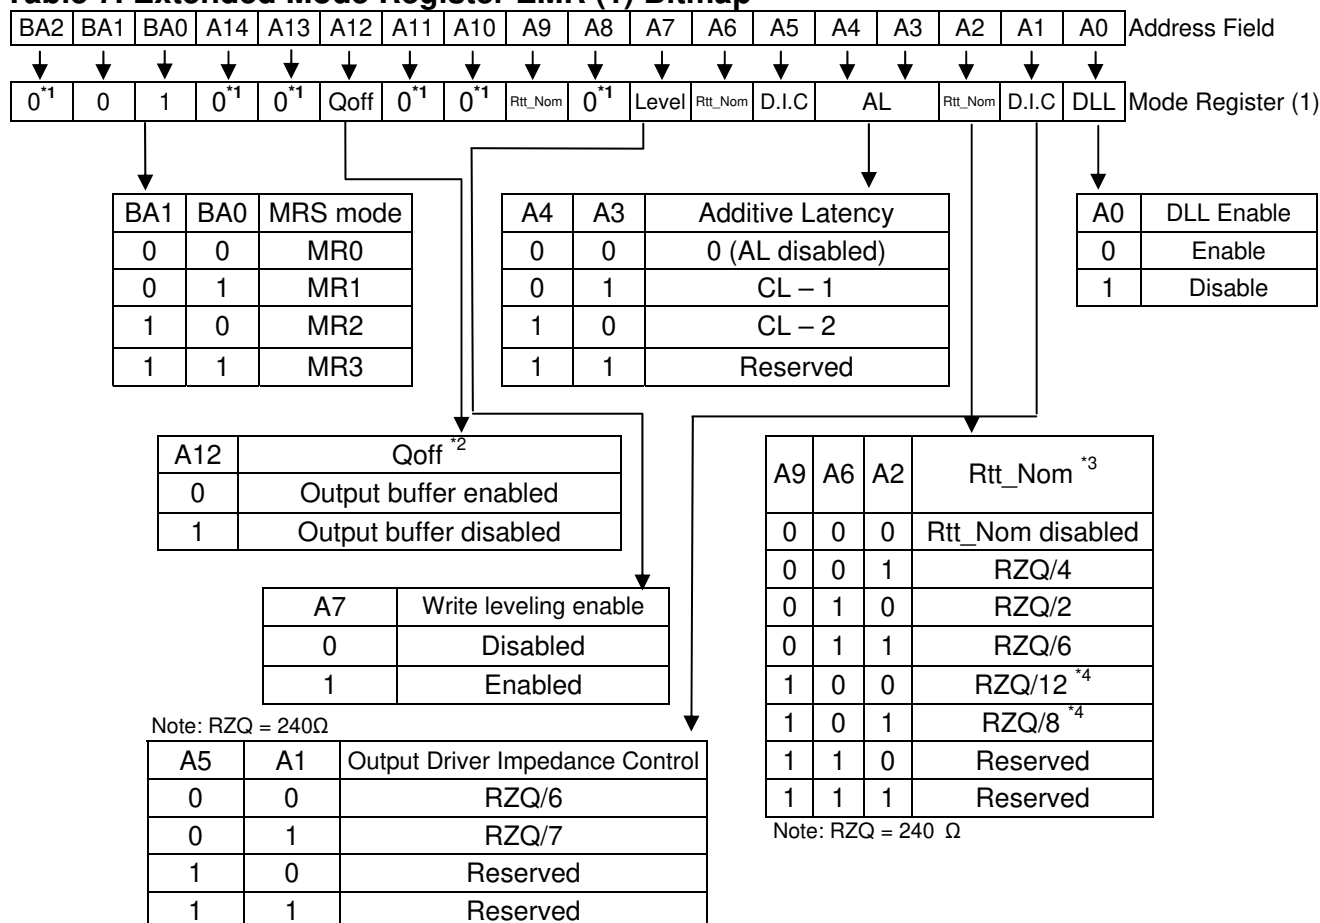 Table 7. Extended Mode Register EMR (1) Bitmap
BA2 BA1 BA0 A14 A13 A12 A11 A10 A9 A8 A7 A6 A5 A4 A3 A2 A1 A0 Address Field
0*1 0 1 0*1 0*1 Qoff 0*1 0*1 Rtt_Nom 0*1 Level Rtt_Nom D.I.C AL Rtt_Nom D.I.C DLL Mode Register (1)
BA1 BA0 MRS mode
0 0 MR0
0 1 MR1
1 0 MR2
1 1 MR3
A4 A3 Additive Latency
0 0 0 (AL disabled)
0 1 CL – 1
1 0 CL – 2
1 1 Reserved
A0 DLL Enable
0 Enable
1 Disable
A12 Qoff *2
0 Output buffer enabled
1 Output buffer disabled
A9 A6 A2 Rtt_Nom *3
0 0 0 Rtt_Nom disabled
0 0 1 RZQ/4
0 1 0 RZQ/2
0 1 1 RZQ/6
1 0 0 RZQ/12 *4
1 0 1 RZQ/8 *4
1 1 0 Reserved
1 1 1 Reserved
Note: RZQ = 240 Ω
A7 Write leveling enable
0 Disabled
1 Enabled
Note: RZQ = 240Ω
A5 A1 Output Driver Impedance Control
0 0 RZQ/6
0 1 RZQ/7
1 0 Reserved
1 1 Reserved